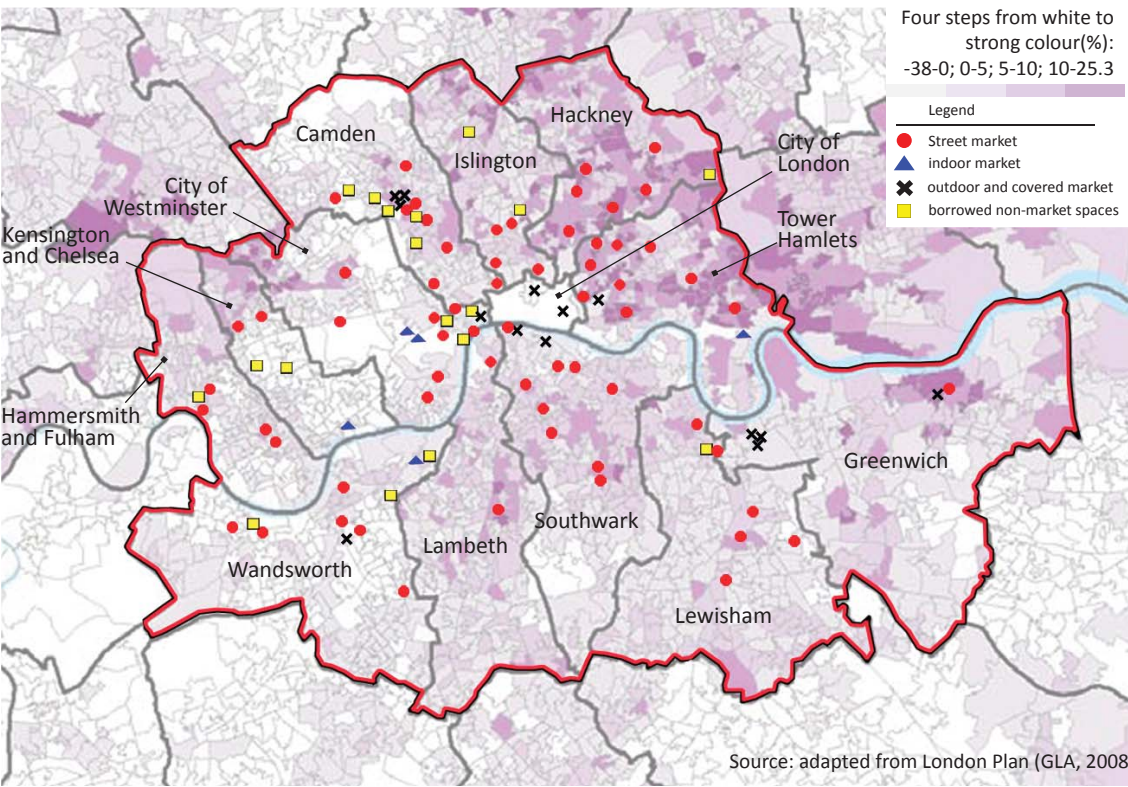 Four steps from white to
strong colour(%):
-38-0; 0-5; 5-10; 10-25.3
Legend
Street market
indoor market
outdoor and covered market
borrowed non-market spaces
Hackney
Camden
City of
London
Islington
City of
Westminster
Tower
Hamlets
Kensington
and Chelsea
Hammersmith
and Fulham
Greenwich
Southwark
Lambeth
Wandsworth
Lewisham
Source: adapted from London Plan (GLA, 2008